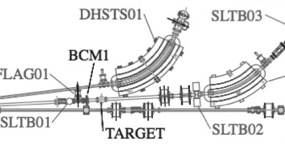 DHSTS01
SLTB03
BCM1
FLAG01
SLTB01
TARGET
SLTB02